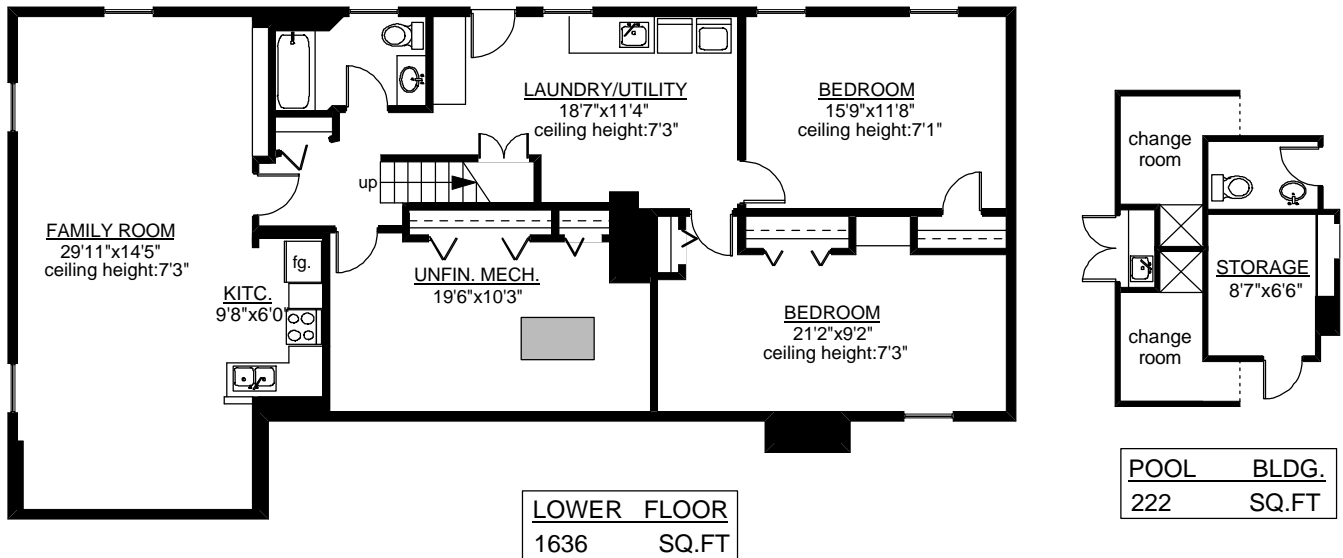 LAUNDRY/UTILITY
18'7"x11'4"
ceiling height:7'3"
BEDROOM
15'9"x11'8"
ceiling height:7'1"
up
FAMILY ROOM
29'11"x14'5"
ceiling height:7'3"
fg.
KITC.
9'8"x6'0"
UNFIN. MECH.
19'6"x10'3"
BEDROOM
21'2"x9'2"
ceiling height:7'3"
LOWER FLOOR
1636 SQ.FT
change
room
STORAGE
8'7"x6'6"
change
room
POOL BLDG.
222 SQ.FT